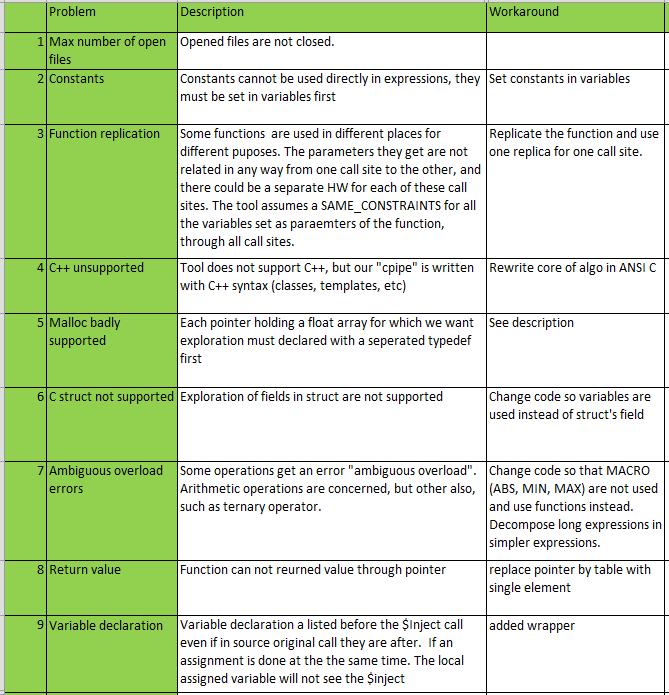 Problem Description Workaround
1 Max number of open Opened files are not closed.
files
2 Constants Constants cannot be used directly in expressions, they Set constants in variables
must be set in variables first
3 Function replication Some functions are used in different places for Replicate the function and use
different puposes. The parameters they get are not one replica for one call site.
related in any way from one call site to the other, and
there could be a separate HW for each of these call
sites. The tool assumes a SAME_CONSTRAINTS for all
the variables set as paraemters of the function,
through all call sites.
4 C++ unsupported Tool does not support C++, but our "cpipe" is written Rewrite core of algo in ANSI C
with C++ syntax (classes, templates, etc)
5 Malloc badly Each pointer holding a float array for which we want See description
supported exploration must declared with a seperated typedef
first
6 C struct not supported Exploration of fields in struct are not supported Change code so variables are
used instead of struct's field
7 Ambiguous overload Some operations get an error "ambiguous overload". Change code so that MACRO
errors Arithmetic operations are concerned, but other also, (ABS, MIN, MAX) are not used
such as ternary operator. and use functions instead.
Decompose long expressions in
simpler expressions.
8 Return value Function can not reurned value through pointer replace pointer by table with
single element
9 Variable declaration Variable declaration a listed before the $Inject call added wrapper
even if in source original call they are after. If an
assignment is done at the the same time. The local
assigned variable will not see the $inject